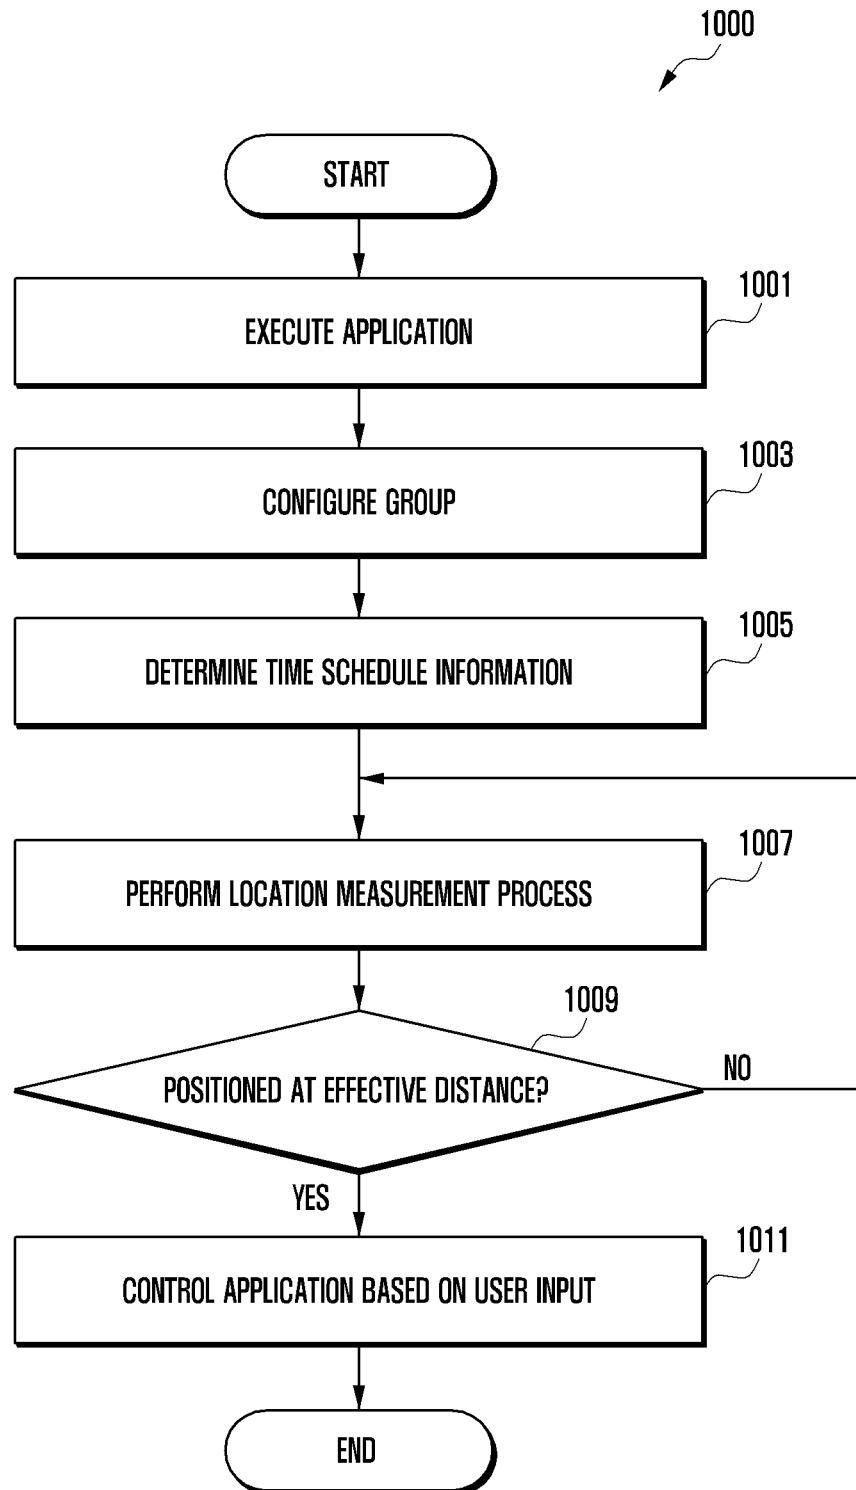 1000
START
1001
EXECUTE APPLICATION
1003
CONFIGURE GROUP
1005
DETERMINE TIME SCHEDULE INFORMATION
1007
PERFORM LOCATION MEASUREMENT PROCESS
1009
POSITIONED AT EFFECTIVE DISTANCE?
NO
YES
1011
CONTROL APPLICATION BASED ON USER INPUT
END